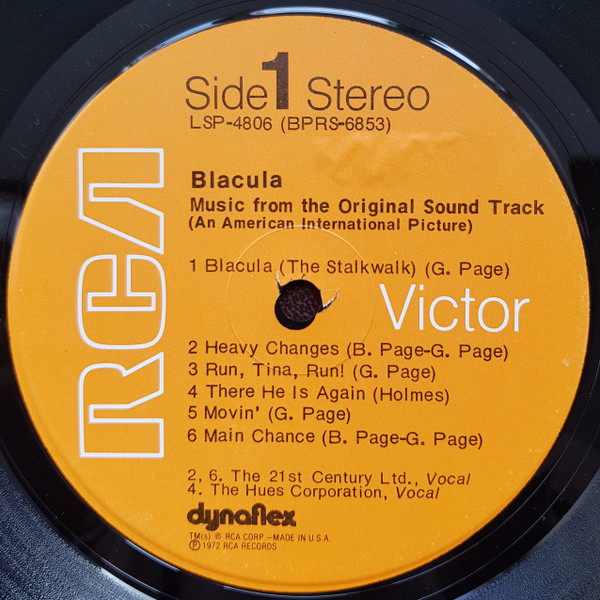 Side 1 Stereo
LSP-4806 (BPRS-6853)
RCA
Blacula
Music from the Original Sound Track
(An American International Picture)
1 Blacula (The Stalkwalk) (G. Page)
Victor
2 Heavy Changes (B. Page-G. Page)
3 Run, Tina, Run! (G. Page)
4 There He Is Again (Holmes)
5 Movin' (G. Page)
6 Main Chance (B. Page-G. Page)
2, 6. The 21st Century Ltd., Vocal
4. The Hues Corporation, Vocal
dynaflex
TM(s) ® RCA CORP.-MADE IN U.S.A.
Ⓟ1972 RCA RECORDS